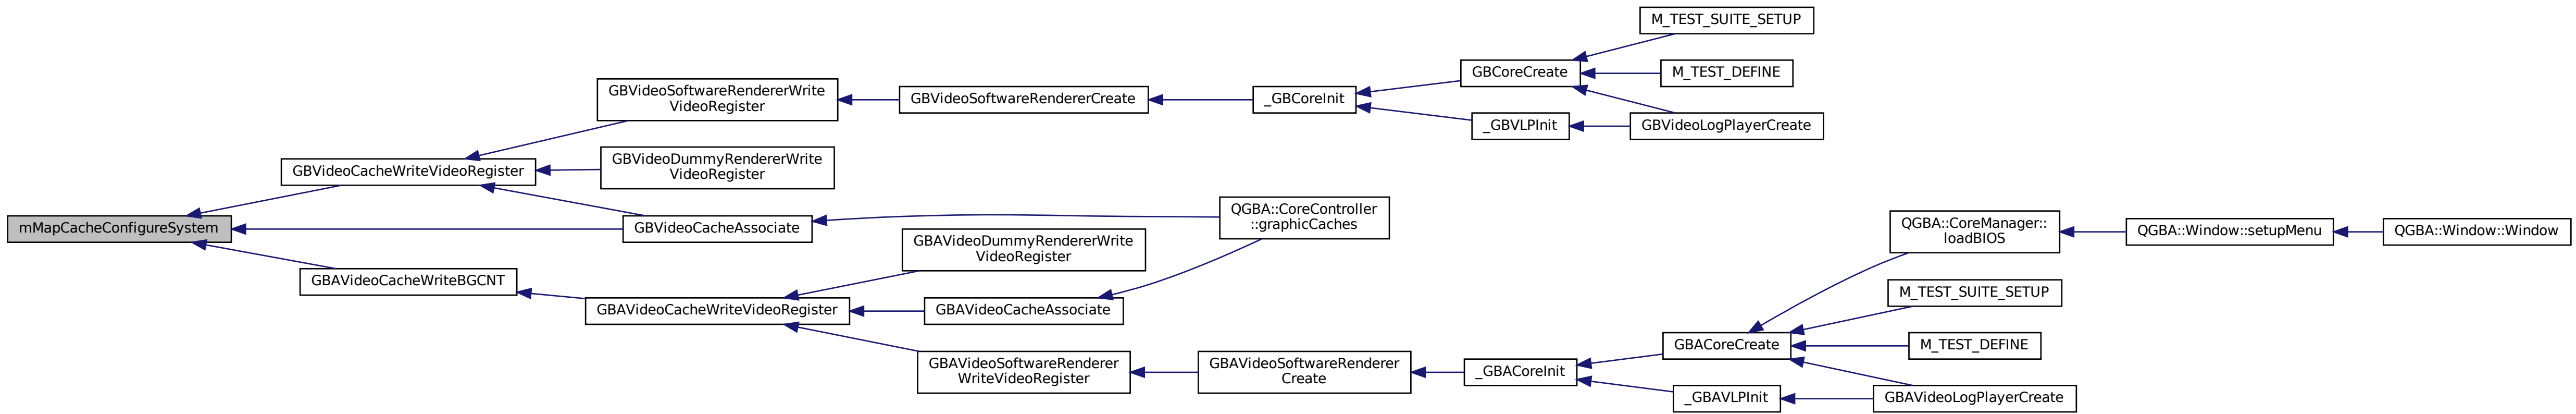 M_TEST_SUITE_SETUP
GBCoreCreate
M_TEST_DEFINE
GBVideoSoftwareRendererWrite
VideoRegister
GBVideoSoftwareRendererCreate
_GBCoreInit
_GBVLPInit
GBVideoLogPlayerCreate
GBVideoCacheWriteVideoRegister
GBVideoDummyRendererWrite
VideoRegister
mMapCacheConfigureSystem
GBVideoCacheAssociate
QGBA::CoreController
::graphicCaches
GBAVideoDummyRendererWrite
VideoRegister
QGBA::CoreManager::
loadBIOS
QGBA::Window::setupMenu
QGBA::Window::Window
GBAVideoCacheWriteBGCNT
GBAVideoCacheWriteVideoRegister
GBAVideoCacheAssociate
M_TEST_SUITE_SETUP
GBACoreCreate
M_TEST_DEFINE
GBAVideoSoftwareRenderer
WriteVideoRegister
GBAVideoSoftwareRenderer
Create
_GBACoreInit
_GBAVLPInit
GBAVideoLogPlayerCreate